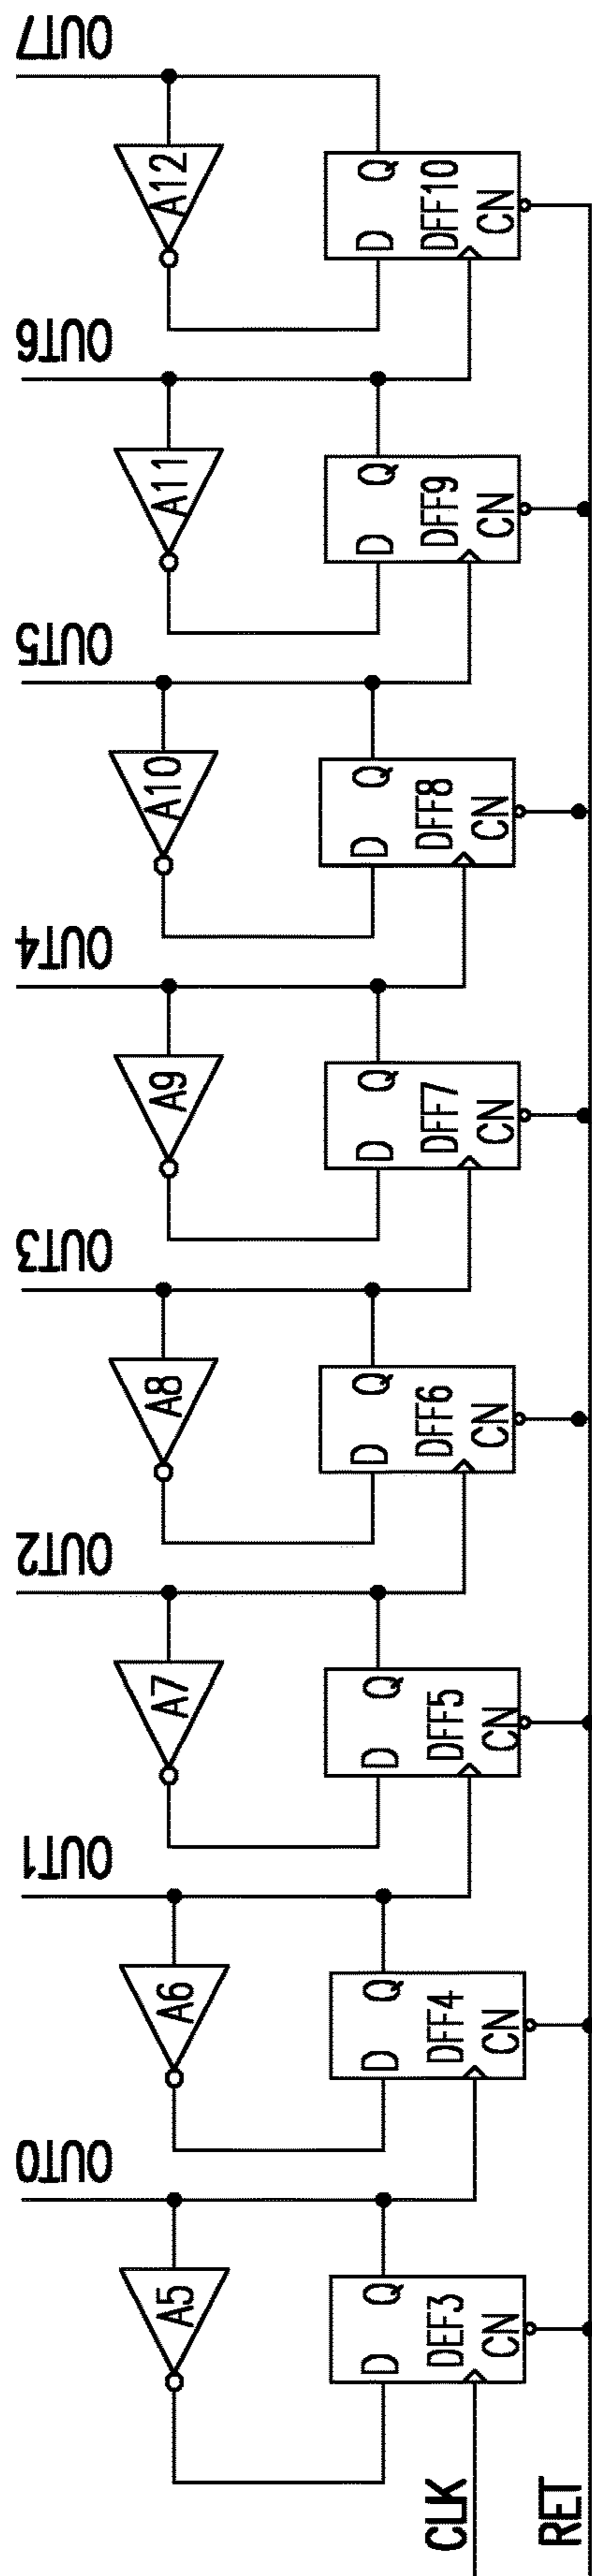 OUT7
A12
D Q
DFF10
CN
OUT6
A11
D Q
DFF9
CN
OUT5
A10
D Q
DFF8
CN
OUT4
A9
D Q
DFF7
CN
OUT3
A8
D Q
DFF6
CN
OUT2
A7
D Q
DFF5
CN
OUT1
A6
D Q
DFF4
CN
OUT0
A5
D Q
DEF3
CN
CLK
RET